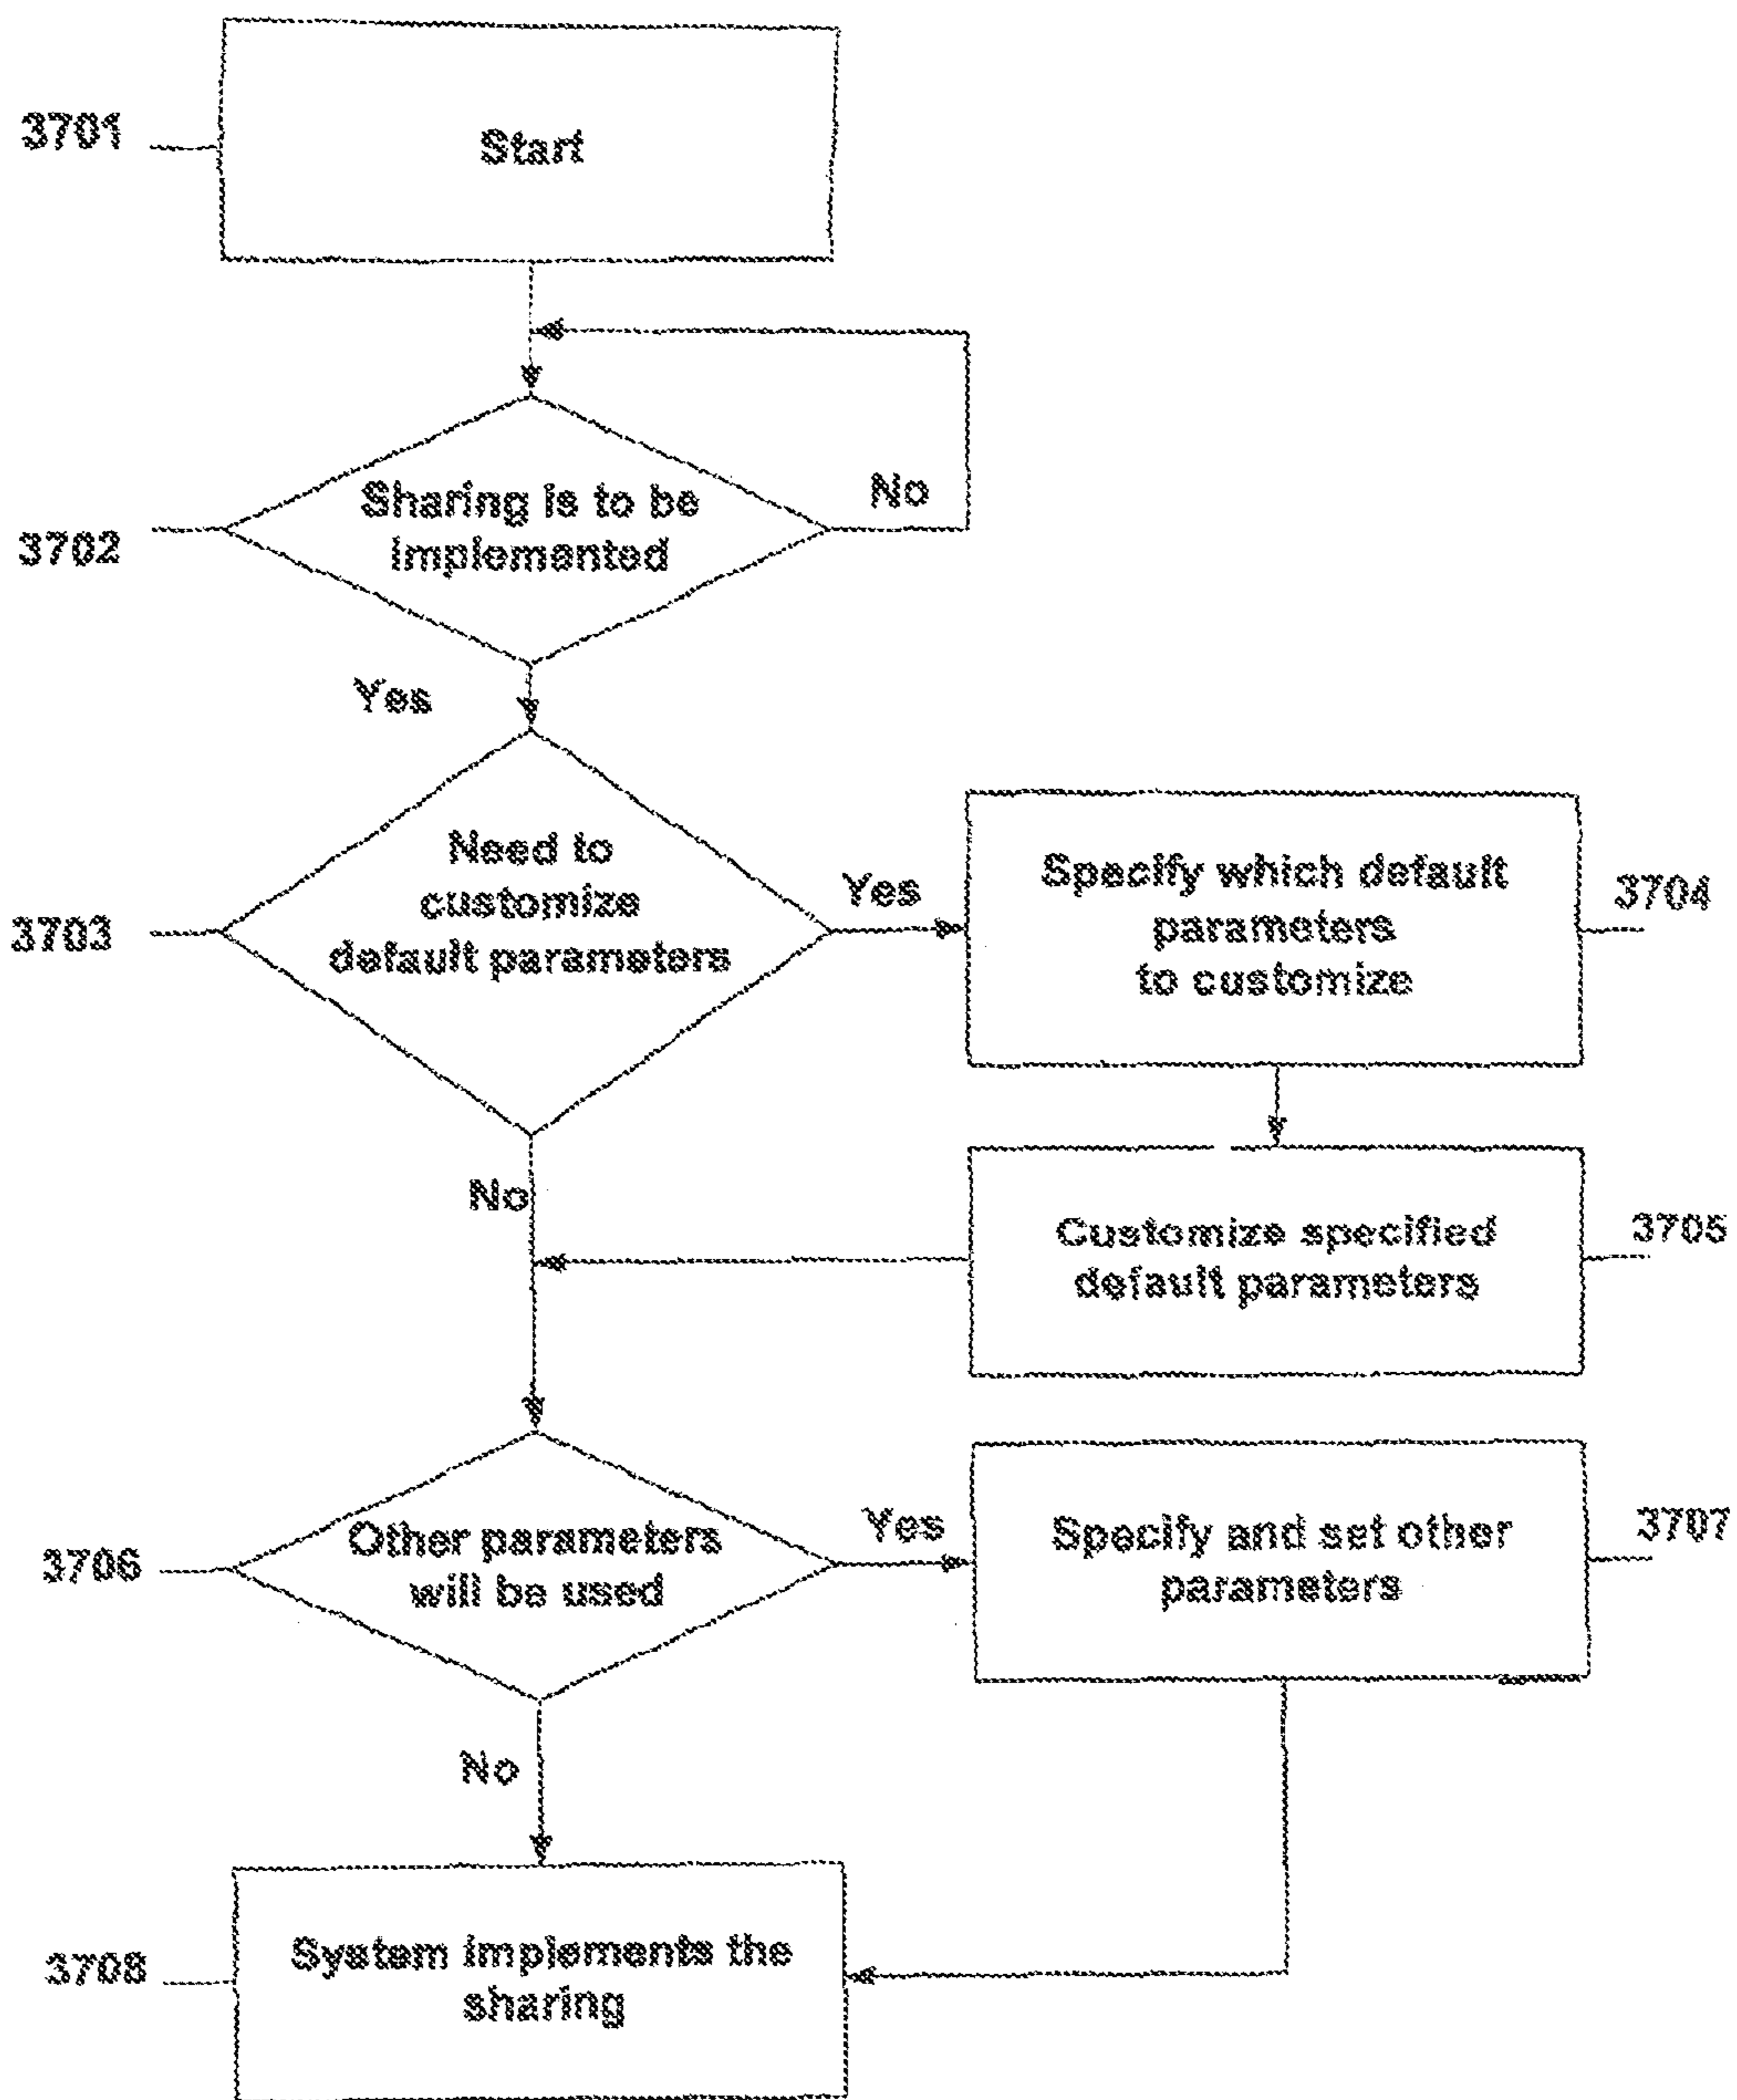 3701
Start
3702
Sharing is to be
implemented
No
Yes
3703
Need to
customize
default parameters
Yes
Specify which default
parameters
to customize
3704
No
Customize specified
default parameters
3705
3706
Other parameters
will be used
Yes
Specify and set other
parameters
3707
No
3708
System implements the
sharing